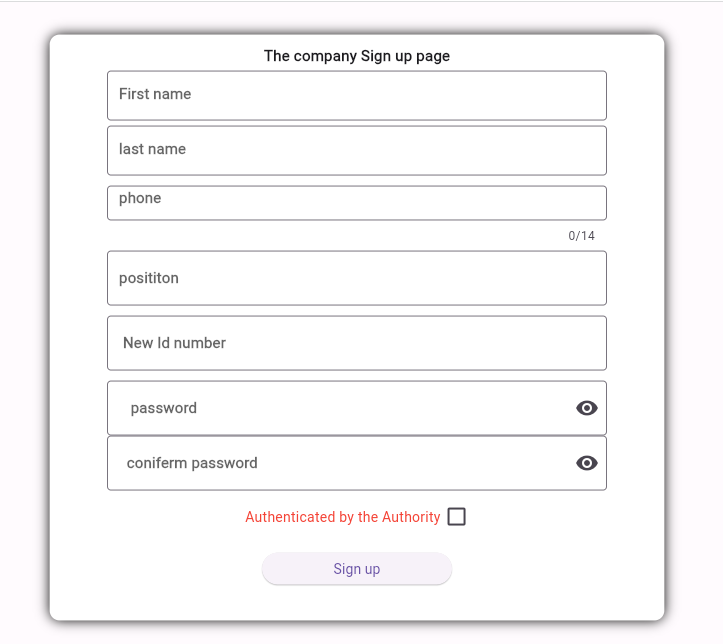 The company Sign up page
First name
last name
phone
0/14
posititon
New Id number
password
coniferm password
Authenticated by the Authority
Sign up